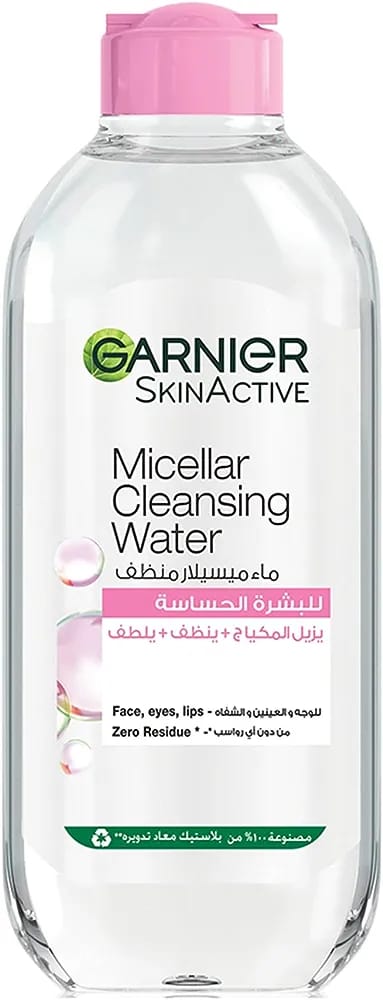 GARNIER
SKINACTIVE
Micellar
Cleansing
Water
ماء ميسيلار منظف
للبشرة الحساسة
يزيل المكياج + ينظف + يلطف
Face, eyes, lips - للوجه و العينين و الشفاه
Zero Residue * -* من دون أي رواسب
مصنوعة ١٠٠% من بلاستيك معاد تدويره**